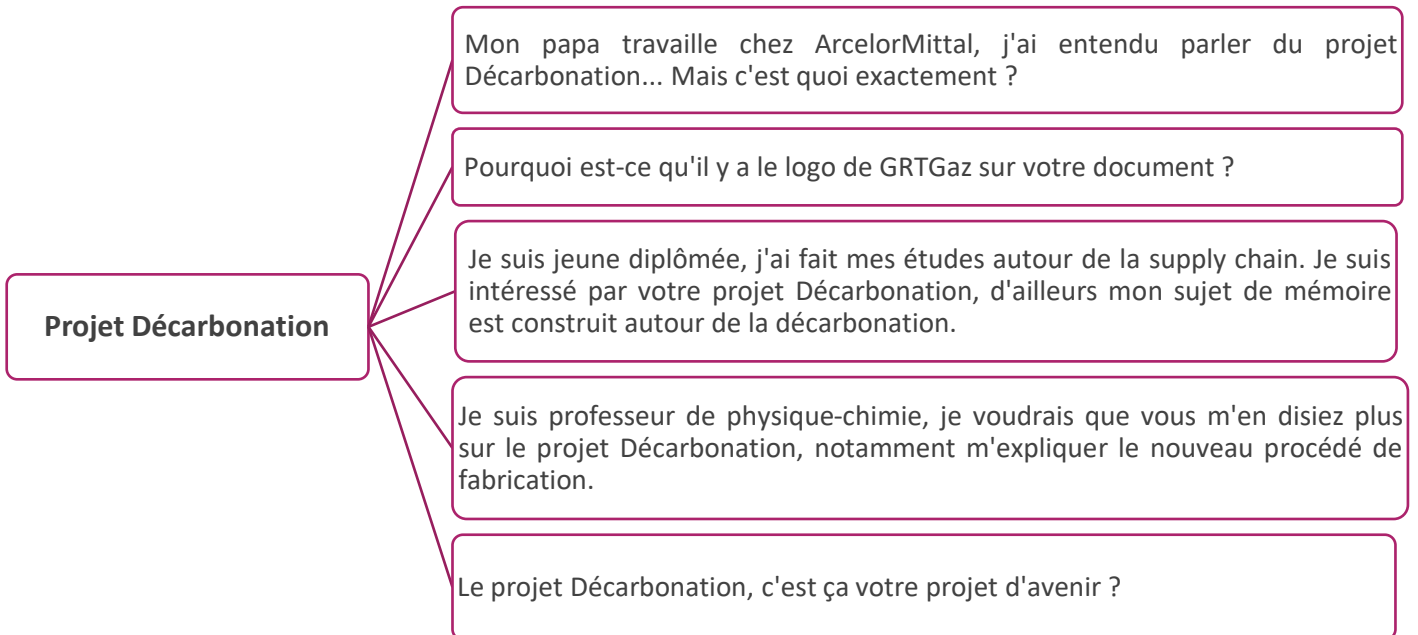 Mon papa travaille chez ArcelorMittal, j'ai entendu parler du projet
Décarbonation... Mais c'est quoi exactement ?
Pourquoi est-ce qu'il y a le logo de GRTGaz sur votre document ?
Je suis jeune diplômée, j'ai fait mes études autour de la supply chain. Je suis
intéressé par votre projet Décarbonation, d'ailleurs mon sujet de mémoire
est construit autour de la décarbonation.
Projet Décarbonation
Je suis professeur de physique-chimie, je voudrais que vous m'en disiez plus
sur le projet Décarbonation, notamment m'expliquer le nouveau procédé de
fabrication.
Le projet Décarbonation, c'est ça votre projet d'avenir ?